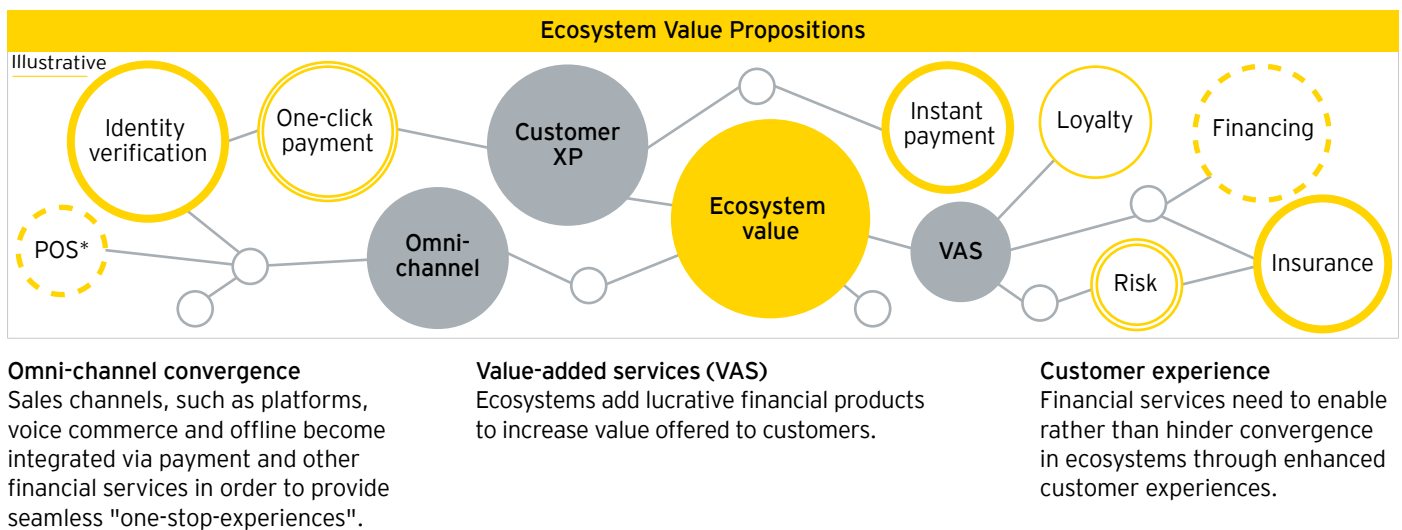 Ecosystem Value Propositions
Illustrative
Identity
verification
One-click
payment
Customer
XP
Instant
payment
Loyalty
Financing
POS*
Omni-
channel
Ecosystem
value
VAS
Risk
Insurance
Omni-channel convergence
Sales channels, such as platforms,
voice commerce and offline become
integrated via payment and other
financial services in order to provide
seamless "one-stop-experiences".
Value-added services (VAS)
Ecosystems add lucrative financial products
to increase value offered to customers.
Customer experience
Financial services need to enable
rather than hinder convergence
in ecosystems through enhanced
customer experiences.